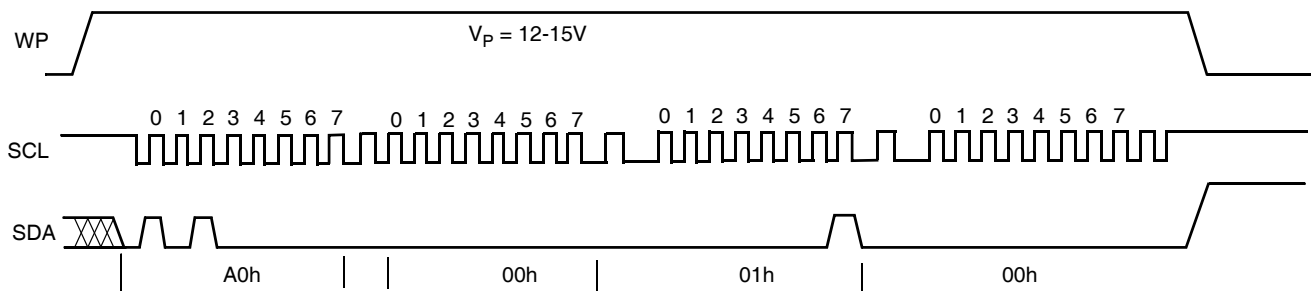 WP
V_P = 12-15V
0 1 2 3 4 5 6 7 0 1 2 3 4 5 6 7 0 1 2 3 4 5 6 7 0 1 2 3 4 5 6 7
SCL
SDA
A0h 00h 01h 00h